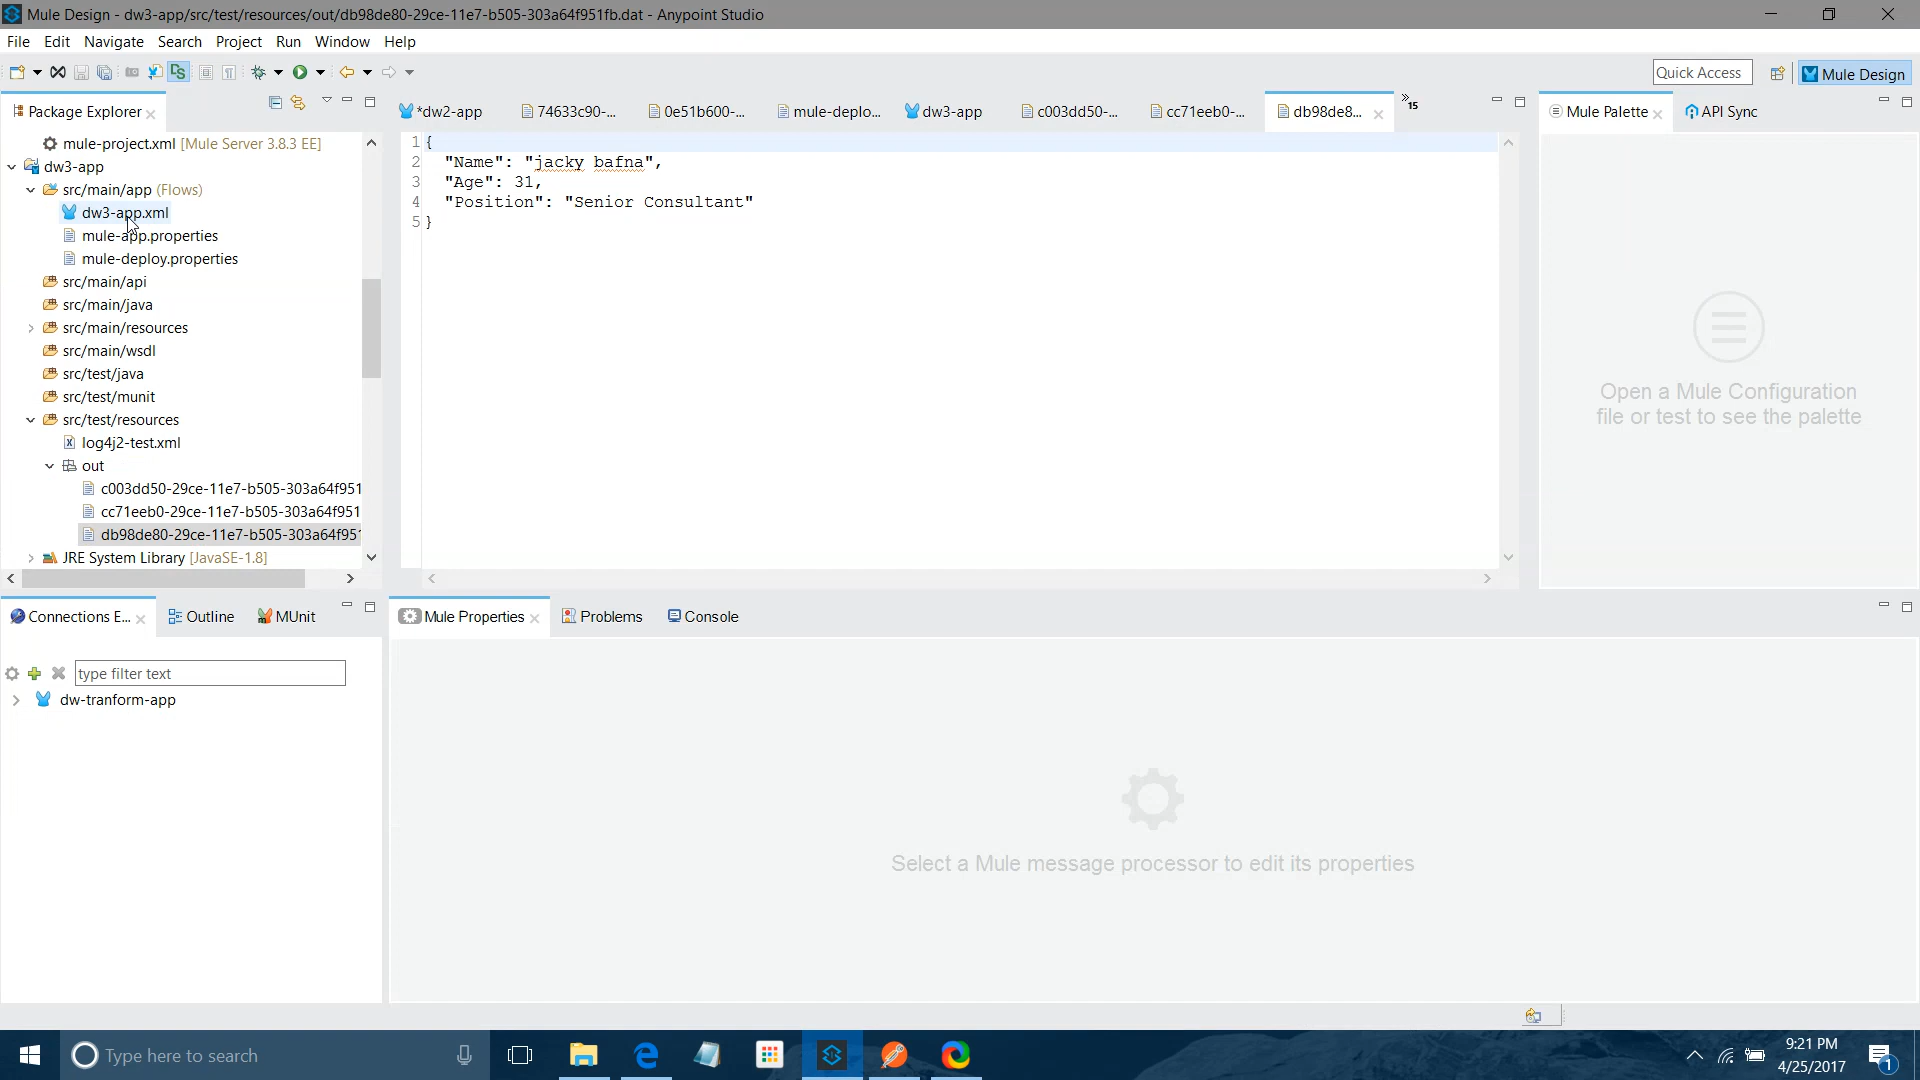 Mule Design - dw3-app/src/test/resources/out/db98de80-29ce-11e7-b505-303a64f951fb.dat - Anypoint Studio
File Edit Navigate Search Project Run Window Help
Quick Access
Mule Design
Package Explorer
*dw2-app
74633c90-...
0e51b600-...
mule-deplo...
dw3-app
c003dd50-...
cc71eeb0-...
db98de8...
»15
Mule Palette
API Sync
mule-project.xml [Mule Server 3.8.3 EE]
dw3-app
src/main/app (Flows)
dw3-app.xml
mule-app.properties
mule-deploy.properties
src/main/api
src/main/java
src/main/resources
src/main/wsdl
src/test/java
src/test/munit
src/test/resources
log4j2-test.xml
out
c003dd50-29ce-11e7-b505-303a64f951
cc71eeb0-29ce-11e7-b505-303a64f951
db98de80-29ce-11e7-b505-303a64f951
JRE System Library [JavaSE-1.8]
1 {
2 "Name": "jacky bafna",
3 "Age": 31,
4 "Position": "Senior Consultant"
5 }
Open a Mule Configuration
file or test to see the palette
Connections E...
Outline
MUnit
type filter text
dw-tranform-app
Mule Properties
Problems
Console
Select a Mule message processor to edit its properties
Type here to search
9:21 PM
4/25/2017
1